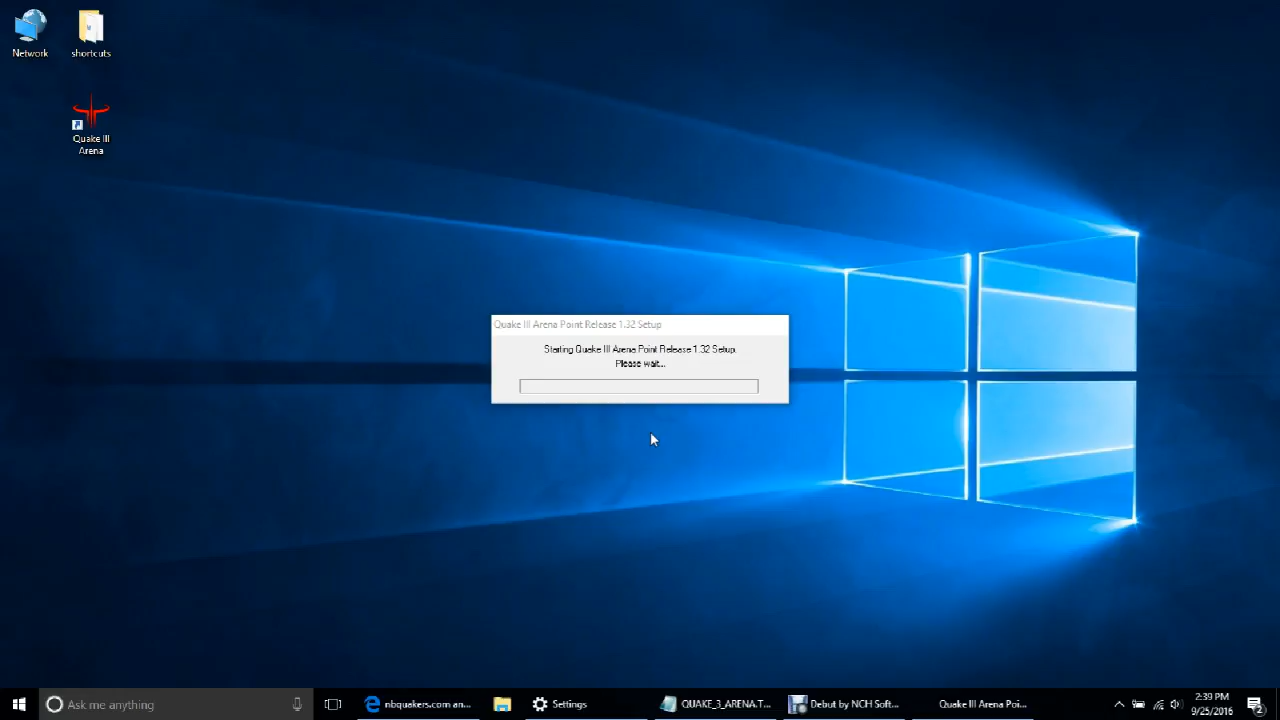 Network
shortcuts
Quake III
Arena
Quake III Arena Point Release 1.32 Setup
Starting Quake III Arena Point Release 1.32 Setup.
Please wait...
Ask me anything
nbquakers.com an...
Settings
QUAKE_3_ARENA.T...
Debut by NCH Soft...
Quake III Arena Poi...
2:39 PM
9/25/2016
2